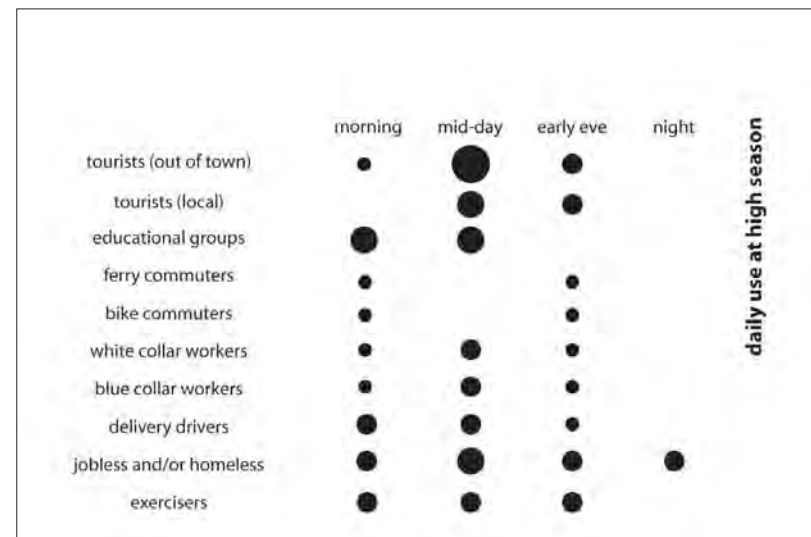 morning mid-day early eve night
tourists (out of town)
tourists (local)
educational groups
ferry commuters
bike commuters
white collar workers
blue collar workers
delivery drivers
jobless and/or homeless
exercisers
daily use at high season